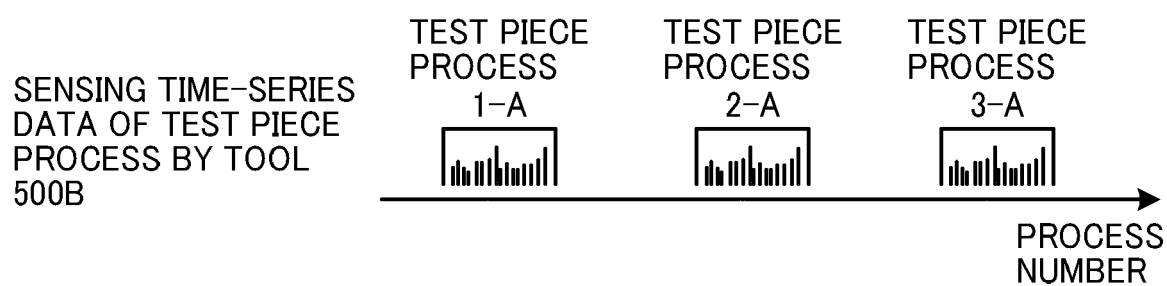 SENSING TIME-SERIES
DATA OF TEST PIECE
PROCESS BY TOOL
500B
TEST PIECE
PROCESS
1-A
TEST PIECE
PROCESS
2-A
TEST PIECE
PROCESS
3-A
PROCESS
NUMBER